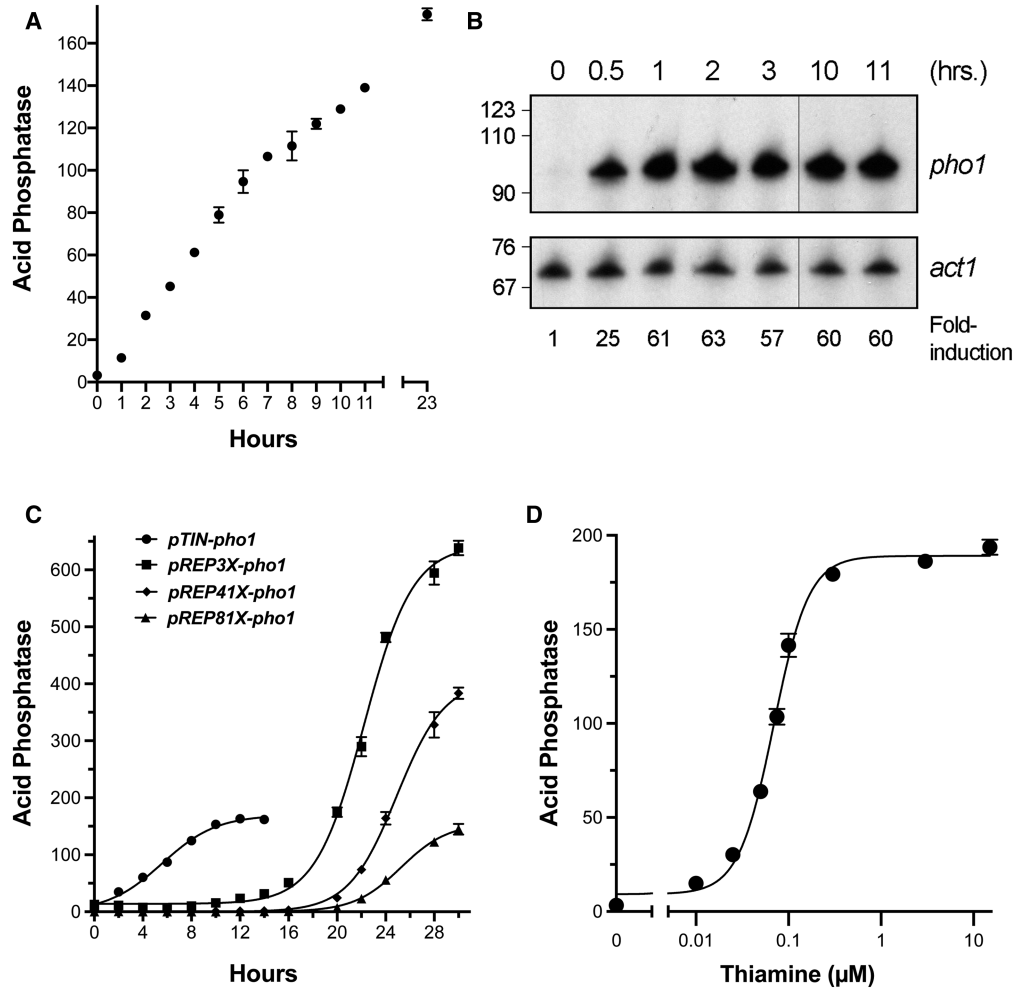 A
Acid Phosphatase
160
140
120
100
80
60
40
20
0
0 1 2 3 4 5 6 7 8 9 10 11 23
Hours
B
0 0.5 1 2 3 10 11 (hrs.)
123
110
90
pho1
76
67
act1
1 25 61 63 57 60 60
Fold-
induction
C
pTIN-pho1
pREP3X-pho1
pREP41X-pho1
pREP81X-pho1
Acid Phosphatase
600
500
400
300
200
100
0
0 4 8 12 16 20 24 28
Hours
D
Acid Phosphatase
200
150
100
50
0
0 0.01 0.1 1 10
Thiamine (µM)